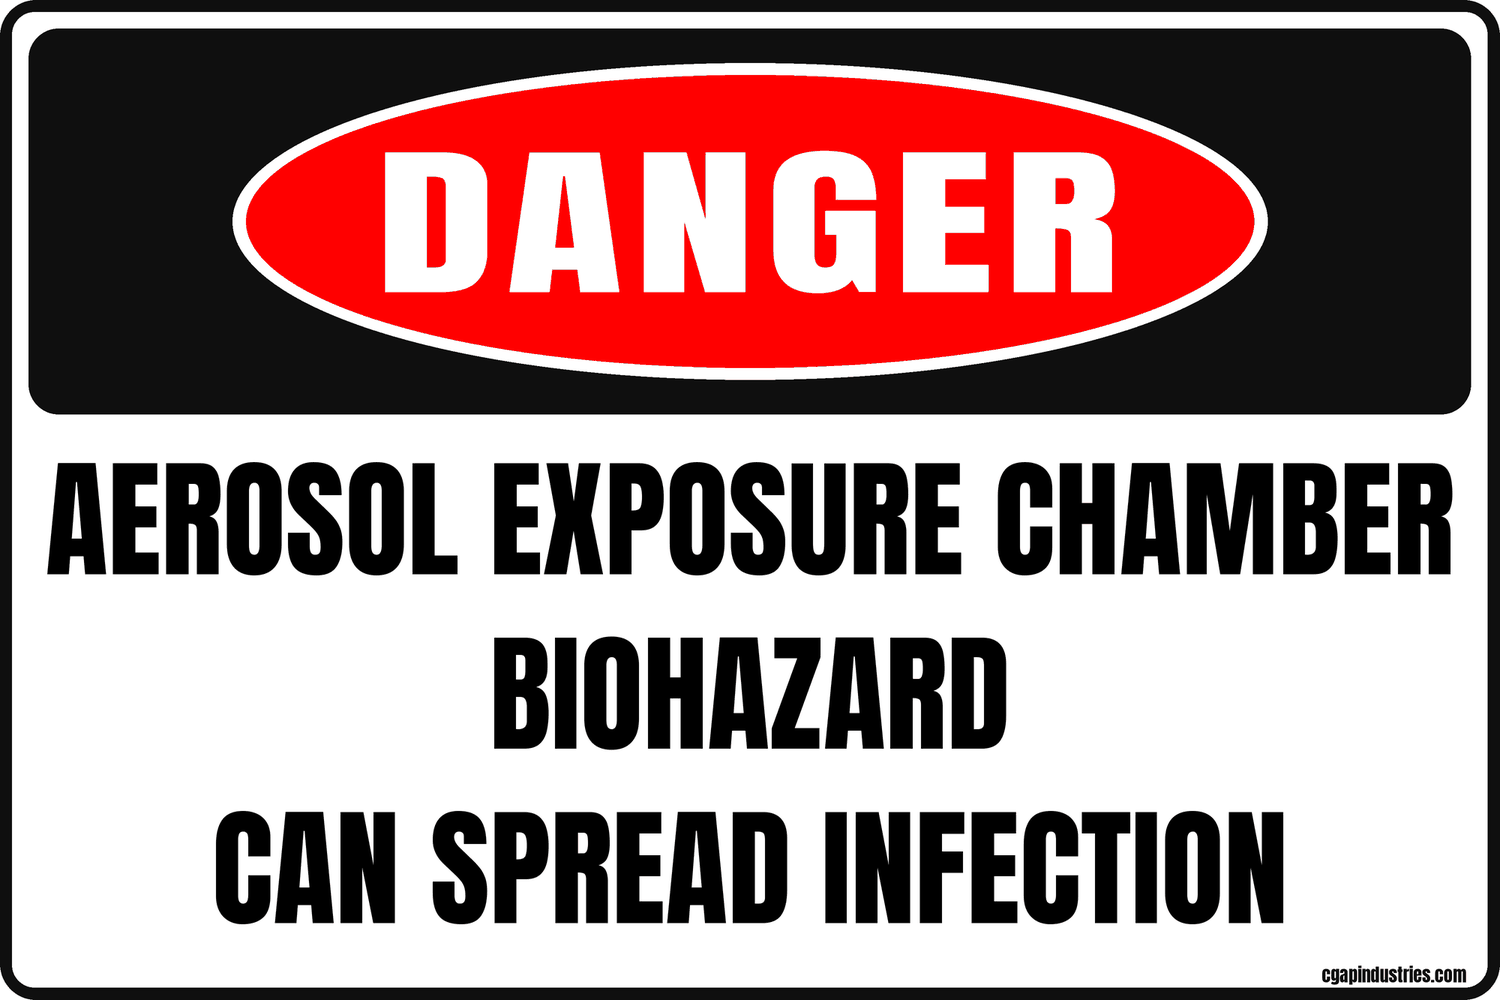 DANGER
AEROSOL EXPOSURE CHAMBER
BIOHAZARD
CAN SPREAD INFECTION
cgapindustries.com